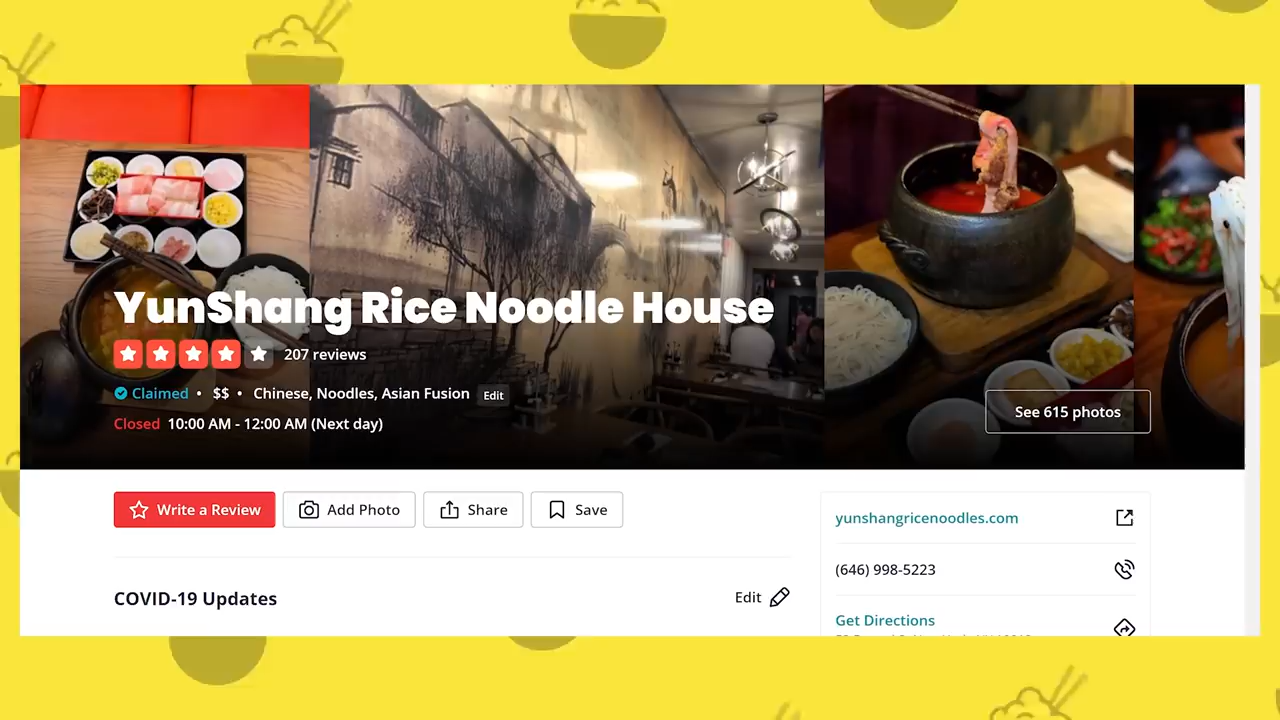 YunShang Rice Noodle House
207 reviews
Claimed • $$ • Chinese, Noodles, Asian Fusion Edit
Closed 10:00 AM - 12:00 AM (Next day)
See 615 photos
Write a Review Add Photo Share Save
yunshangricenoodles.com
(646) 998-5223
COVID-19 Updates Edit
Get Directions